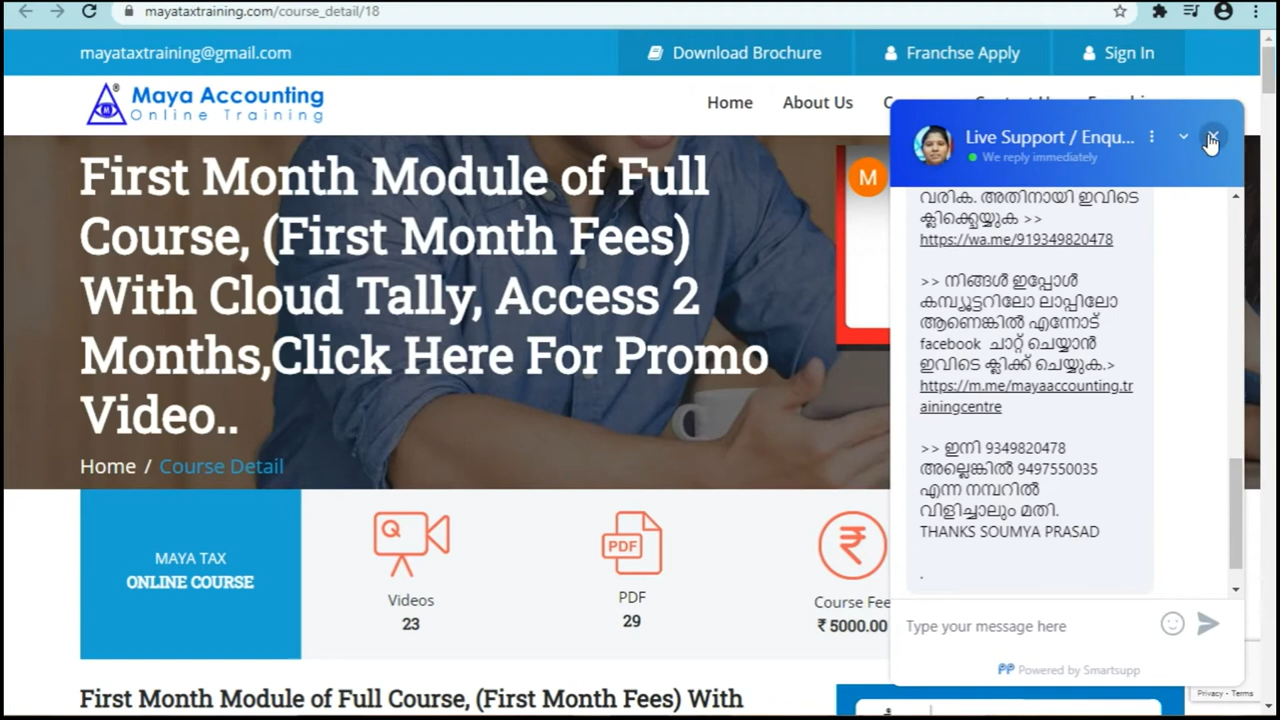 mayataxtraining.com/course_detail/18
mayataxtraining@gmail.com
Download Brochure
Franchse Apply
Sign In
Maya Accounting
Online Training
Home
About Us
First Month Module of Full
Course, (First Month Fees)
With Cloud Tally, Access 2
Months,Click Here For Promo
Video..
Home / Course Detail
MAYA TAX
ONLINE COURSE
Videos
23
PDF
PDF
29
Course Fee
₹ 5000.00
First Month Module of Full Course, (First Month Fees) With
M
Live Support / Enqu...
We reply immediately
വരിക. അതിനായി ഇവിടെ
ക്ലിക്ക്ചെയ്യുക >>
https://wa.me/919349820478
>> നിങ്ങൾ ഇപ്പോൾ
കമ്പ്യൂട്ടറിലോ ലാപ്പിലോ
ആണെങ്കിൽ എന്നോട്
facebook ചാറ്റ് ചെയ്യാൻ
ഇവിടെ ക്ലിക്ക് ചെയ്യുക.>
https://m.me/mayaaccounting.tr
ainingcentre
>> ഇനി 9349820478
അല്ലെങ്കിൽ 9497550035
എന്ന നമ്പറിൽ
വിളിച്ചാലും മതി.
THANKS SOUMYA PRASAD
.
Type your message here
Powered by Smartsupp
Privacy - Terms